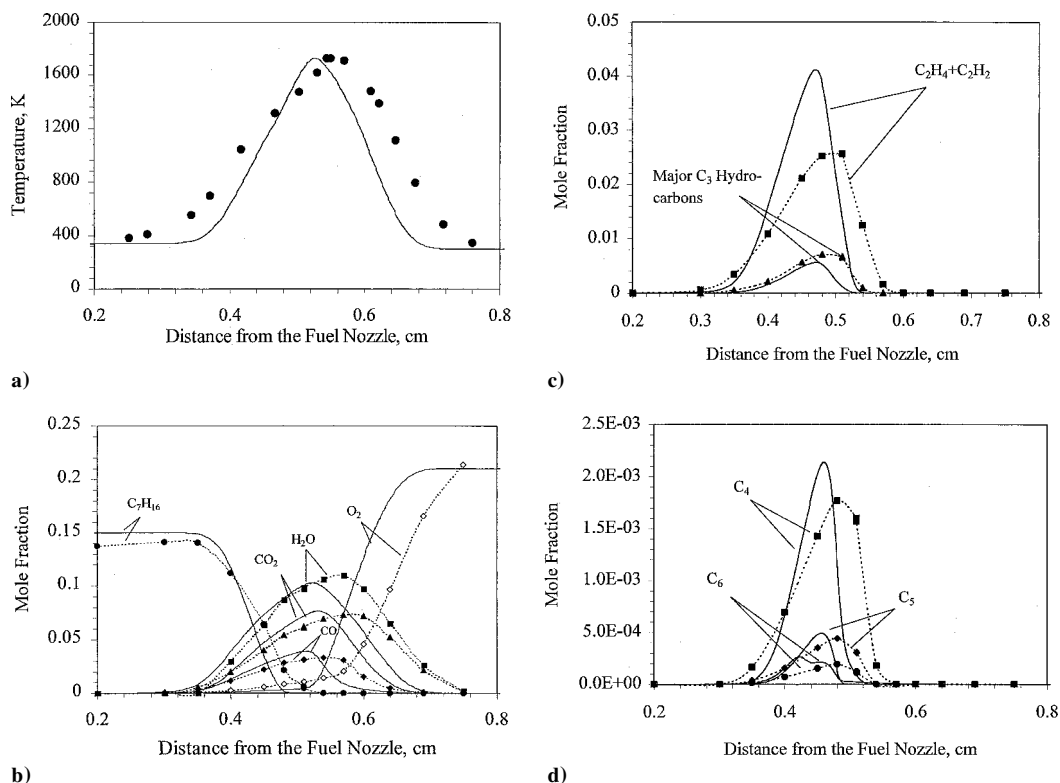 2000
1600
1200
800
400
0
Temperature, K
0.2
0.4
0.6
0.8
Distance from the Fuel Nozzle, cm
a)
0.25
0.2
0.15
0.1
0.05
0
Mole Fraction
C₇H₁₆
O₂
H₂O
CO₂
CO
0.2
0.4
0.6
0.8
Distance from the Fuel Nozzle, cm
b)
0.05
0.04
0.03
0.02
0.01
0
Mole Fraction
C₂H₄+C₂H₂
Major C₃ Hydro-
carbons
0.2
0.3
0.4
0.5
0.6
0.7
0.8
Distance from the Fuel Nozzle, cm
c)
2.5E-03
2.0E-03
1.5E-03
1.0E-03
5.0E-04
0.0E+00
Mole Fraction
C₄
C₆
C₅
0.2
0.4
0.6
0.8
Distance from the Fuel Nozzle, cm
d)